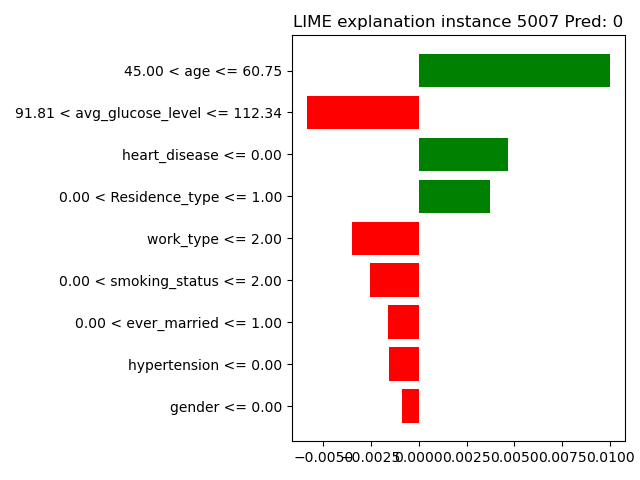 LIME explanation instance 5007 Pred: 0
45.00 < age <= 60.75
91.81 < avg_glucose_level <= 112.34
heart_disease <= 0.00
0.00 < Residence_type <= 1.00
work_type <= 2.00
0.00 < smoking_status <= 2.00
0.00 < ever_married <= 1.00
hypertension <= 0.00
gender <= 0.00
−0.0050 −0.0025 0.0000 0.0025 0.0050 0.0075 0.0100